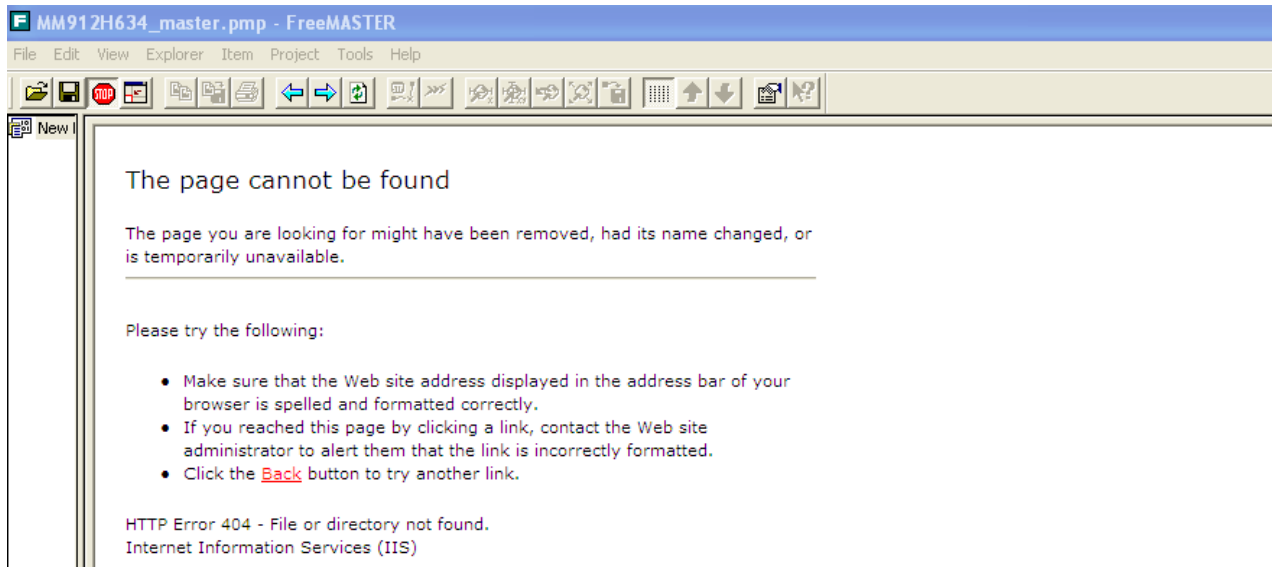 MM912H634_master.pmp - FreeMASTER
File Edit View Explorer Item Project Tools Help
STOP
New
The page cannot be found
The page you are looking for might have been removed, had its name changed, or
is temporarily unavailable.
Please try the following:
Make sure that the Web site address displayed in the address bar of your
browser is spelled and formatted correctly.
If you reached this page by clicking a link, contact the Web site
administrator to alert them that the link is incorrectly formatted.
Click the Back button to try another link.
HTTP Error 404 - File or directory not found.
Internet Information Services (IIS)